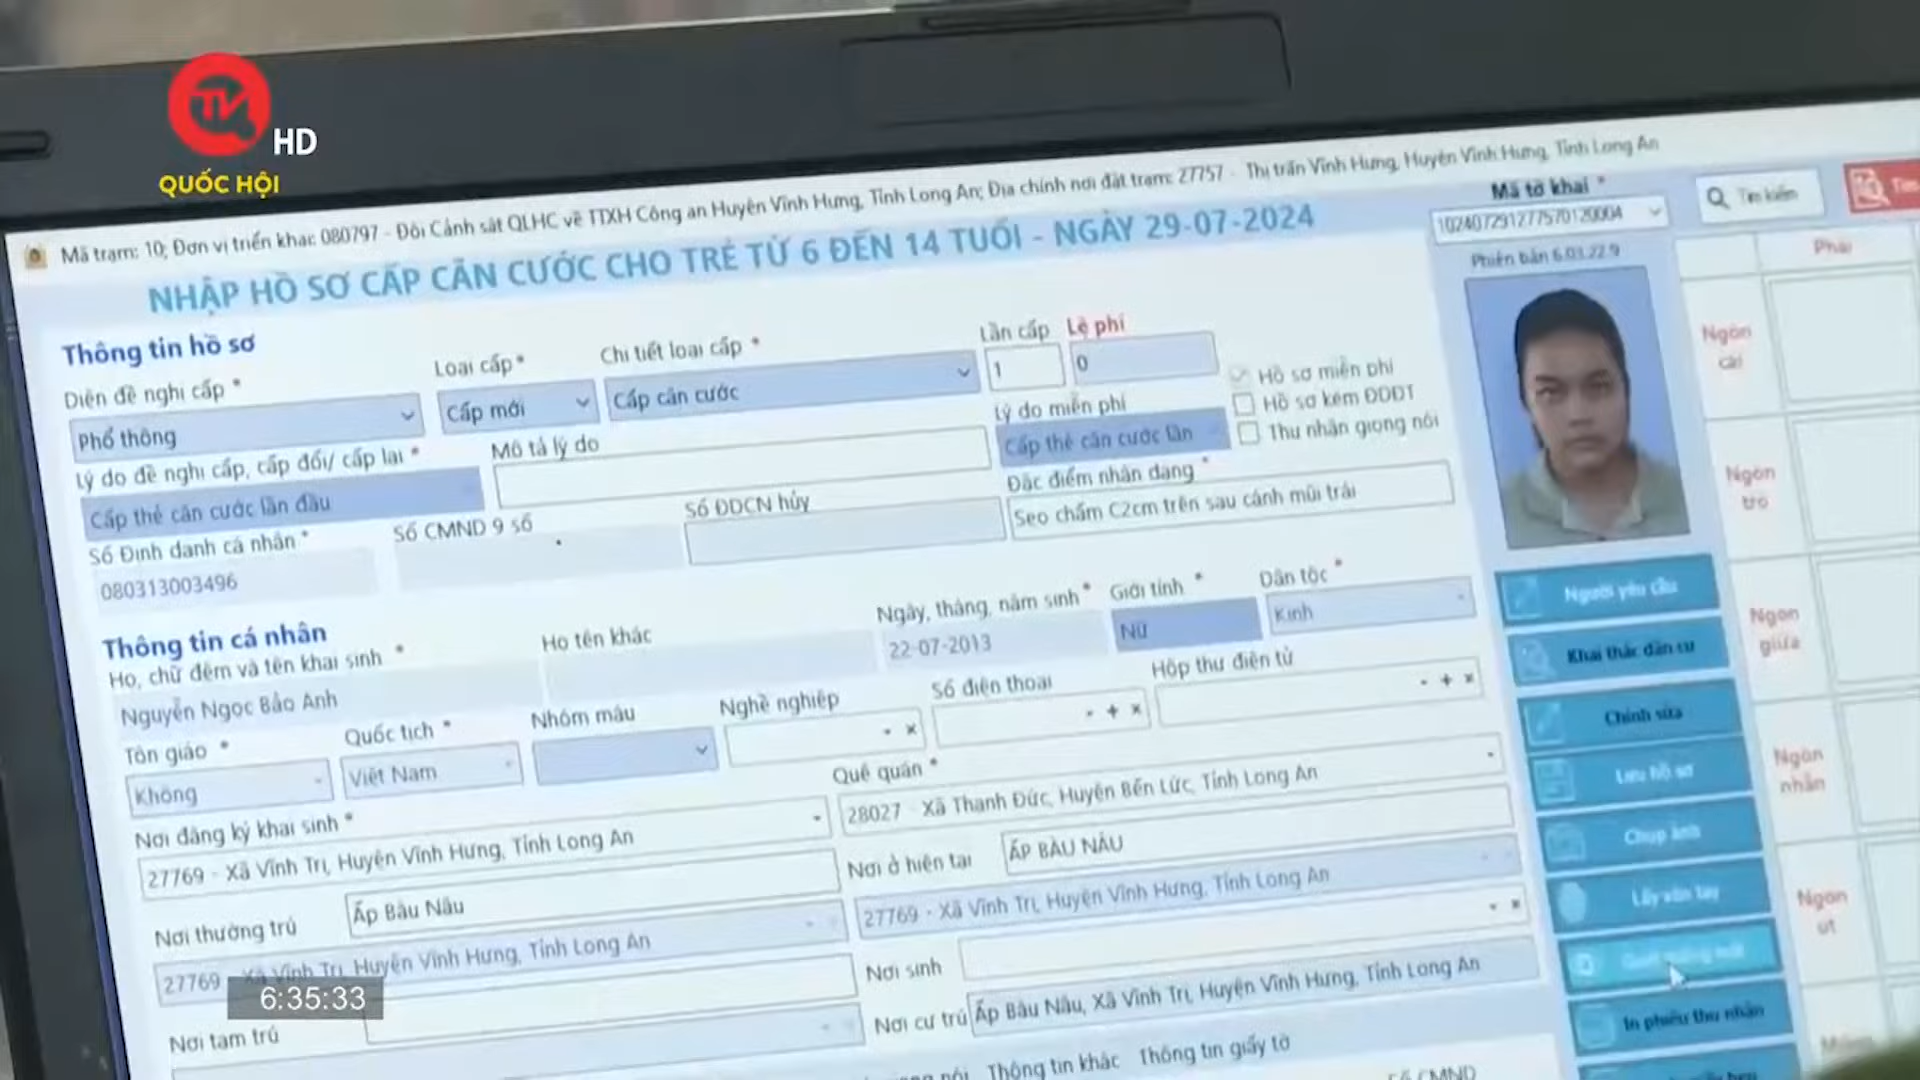 HD
QUỐC HỘI
Mã trạm: 10; Đơn vị triển khai: 080797 - Đội Cảnh sát QLHC về TTXH Công an Huyện Vĩnh Hưng, Tỉnh Long An; Địa chính nơi đặt trạm: 27757 - Thị trấn Vĩnh Hưng, Huyện Vĩnh Hưng, Tỉnh Long An
NHẬP HỒ SƠ CẤP CĂN CƯỚC CHO TRẺ TỪ 6 ĐẾN 14 TUỔI - NGÀY 29-07-2024
Mã tờ khai *
Tìm kiếm
Phiên bản 6.03.22.9
Phải
Thông tin hồ sơ
Diện đề nghị cấp * Loại cấp * Chi tiết loại cấp * Lần cấp Lệ phí
Phổ thông Cấp mới Cấp căn cước 1 0
Hồ sơ miễn phí
Hồ sơ kèm ĐDĐT
Thu nhận giọng nói
Lý do đề nghị cấp, cấp đổi/ cấp lại * Mô tả lý do Lý do miễn phí
Cấp thẻ căn cước lần đầu Cấp thẻ căn cước lần
Số Định danh cá nhân * Số CMND 9 số Số ĐDCN hủy Đặc điểm nhận dạng *
080313003496 Sẹo chấm C2cm trên sau cánh mũi trái
Thông tin cá nhân
Họ, chữ đệm và tên khai sinh * Họ tên khác Ngày, tháng, năm sinh * Giới tính * Dân tộc *
Nguyễn Ngọc Bảo Anh 22-07-2013 Nữ Kinh
Tôn giáo * Quốc tịch * Nhóm máu Nghề nghiệp Số điện thoại Hộp thư điện tử
Không Việt Nam
Nơi đăng ký khai sinh * Quê quán *
27769 - Xã Vĩnh Trị, Huyện Vĩnh Hưng, Tỉnh Long An 28027 - Xã Thạnh Đức, Huyện Bến Lức, Tỉnh Long An
Nơi thường trú Ấp Bàu Nâu Nơi ở hiện tại ẤP BÀU NÂU
27769 - Xã Vĩnh Trị, Huyện Vĩnh Hưng, Tỉnh Long An 27769 - Xã Vĩnh Trị, Huyện Vĩnh Hưng, Tỉnh Long An
Nơi tạm trú Nơi sinh
Nơi cư trú Ấp Bàu Nâu, Xã Vĩnh Trị, Huyện Vĩnh Hưng, Tỉnh Long An
Thông tin khác Thông tin giấy tờ
Số CMND
Người yêu cầu
Khai thác dân cư
Chỉnh sửa
Lưu hồ sơ
Chụp ảnh
Lấy vân tay
In phiếu thu nhận
Ngón cái
Ngón trỏ
Ngón giữa
Ngón nhẫn
Ngón út
6:35:33